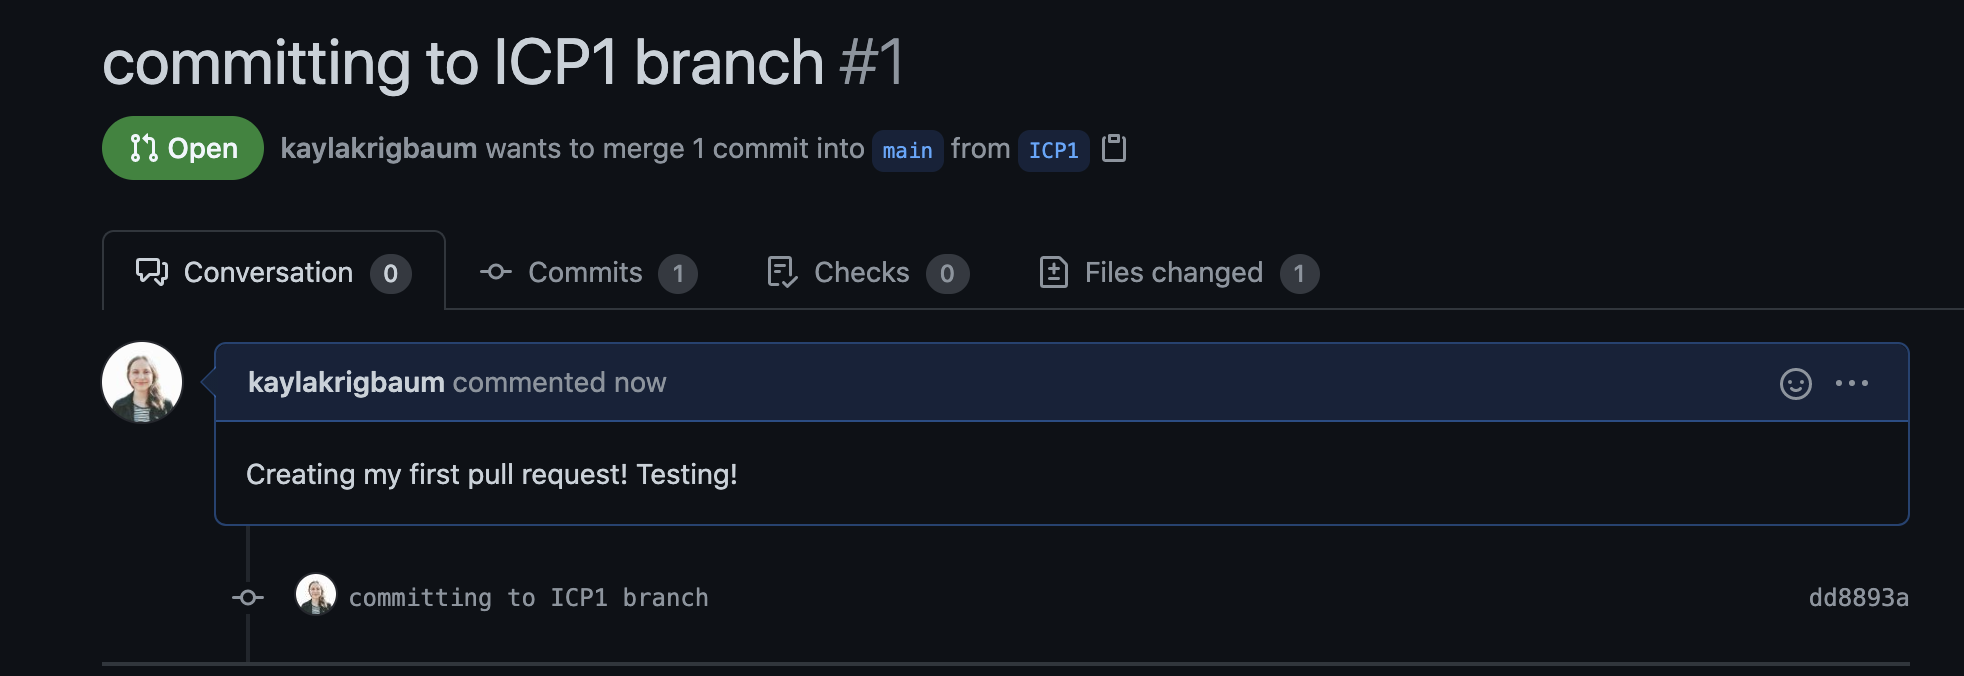 committing to ICP1 branch #1
Open kaylakrigbaum wants to merge 1 commit into main from ICP1
Conversation 0 Commits 1 Checks 0 Files changed 1
kaylakrigbaum commented now
Creating my first pull request! Testing!
committing to ICP1 branch dd8893a